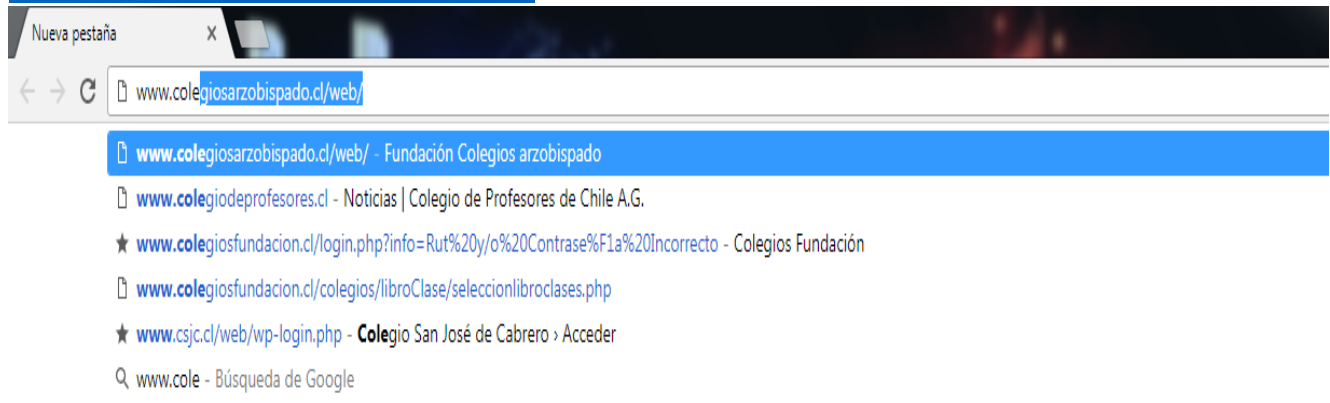 Nueva pestaña
www.colegiosarzobispado.cl/web/
www.colegiosarzobispado.cl/web/ - Fundación Colegios arzobispado
www.colegiodeprofesores.cl - Noticias | Colegio de Profesores de Chile A.G.
www.colegiosfundacion.cl/login.php?info=Rut%20y/o%20Contrase%F1a%20Incorrecto - Colegios Fundación
www.colegiosfundacion.cl/colegios/libroClase/seleccionlibroclases.php
www.csjc.cl/web/wp-login.php - Colegio San José de Cabrero › Acceder
www.cole - Búsqueda de Google